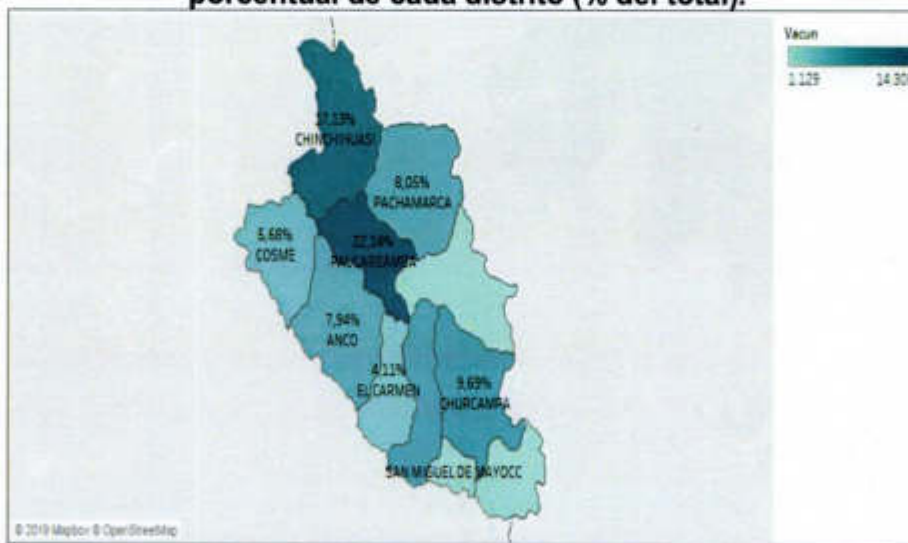 porcentual de cada distrito (% del total).
Vacun
1.129 14.30
17,13%
CHINCHIHUASI
8,05%
PACHAMARCA
5,68%
COSME
22,14%
PAUCARBAMBA
7,94%
ANCO
4,11%
EL CARMEN
9,69%
CHURCAMPA
SAN MIGUEL DE MAYOCC
© 2019 Mapbox © OpenStreetMap